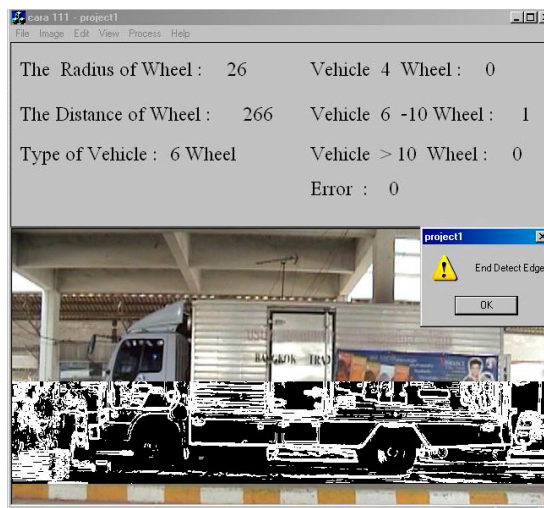 cara 111 - project1
File Image Edit View Process Help
The Radius of Wheel : 26
Vehicle 4 Wheel : 0
The Distance of Wheel : 266
Vehicle 6 -10 Wheel : 1
Type of Vehicle : 6 Wheel
Vehicle > 10 Wheel : 0
Error : 0
project1
End Detect Edge
OK
BANGKOK TRAD